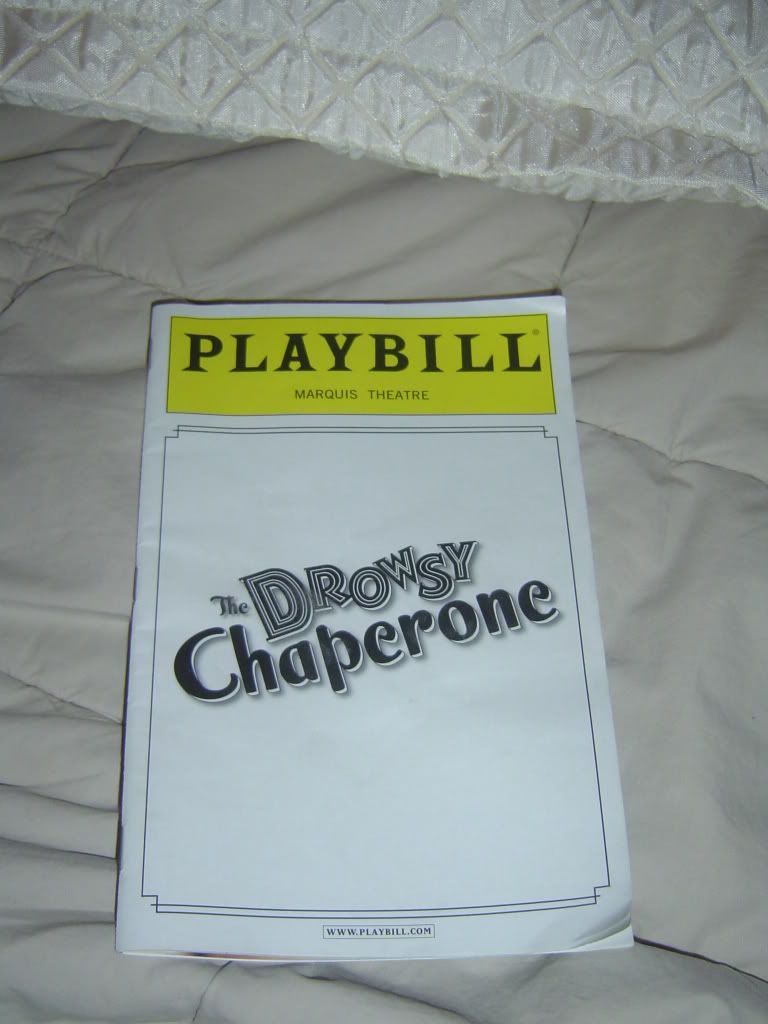 PLAYBILL®
MARQUIS THEATRE
The DROWSY
Chaperone
WWW.PLAYBILL.COM